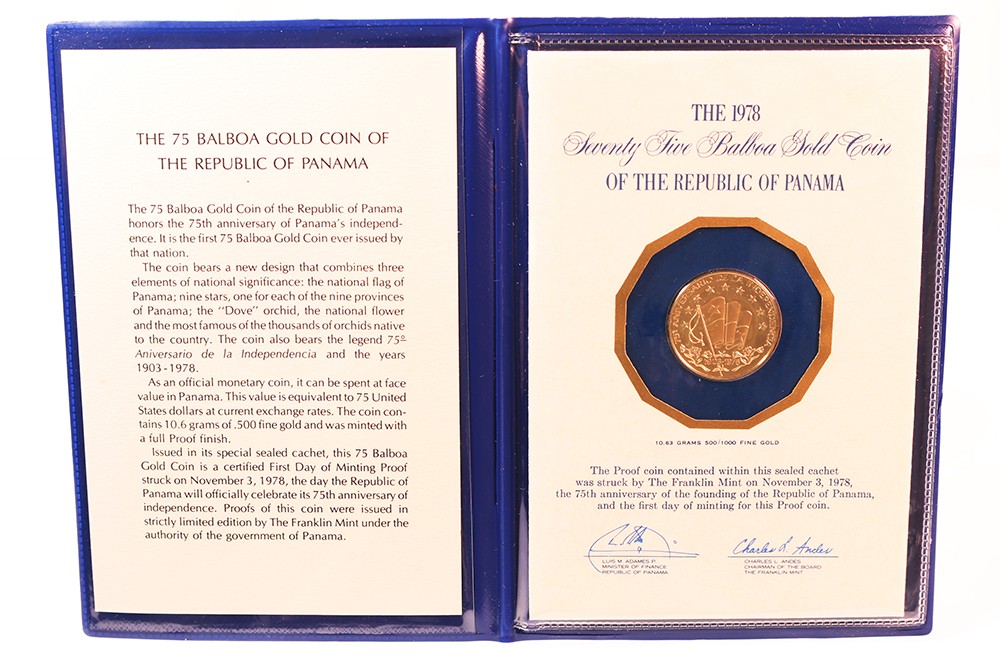 THE 75 BALBOA GOLD COIN OF
THE REPUBLIC OF PANAMA
The 75 Balboa Gold Coin of the Republic of Panama
honors the 75th anniversary of Panama's independ-
ence. It is the first 75 Balboa Gold Coin ever issued by
that nation.
The coin bears a new design that combines three
elements of national significance: the national flag of
Panama; nine stars, one for each of the nine provinces
of Panama; the "Dove" orchid, the national flower
and the most famous of the thousands of orchids native
to the country. The coin also bears the legend 75º
Aniversario de la Independencia and the years
1903-1978.
As an official monetary coin, it can be spent at face
value in Panama. This value is equivalent to 75 United
States dollars at current exchange rates. The coin con-
tains 10.6 grams of .500 fine gold and was minted with
a full Proof finish.
Issued in its special sealed cachet, this 75 Balboa
Gold Coin is a certified First Day of Minting Proof
struck on November 3, 1978, the day the Republic of
Panama will officially celebrate its 75th anniversary of
independence. Proofs of this coin were issued in
strictly limited edition by The Franklin Mint under the
authority of the government of Panama.
THE 1978
Seventy Five Balboa Gold Coin
OF THE REPUBLIC OF PANAMA
75º ANIVERSARIO DE LA INDEPENDENCIA
1903-1978
10.63 GRAMS 500/1000 FINE GOLD
The Proof coin contained within this sealed cachet
was struck by The Franklin Mint on November 3, 1978,
the 75th anniversary of the founding of the Republic of Panama,
and the first day of minting for this Proof coin.
Charles L. Andes
LUIS M. ADAMES P.
MINISTER OF FINANCE
REPUBLIC OF PANAMA
CHARLES L. ANDES
CHAIRMAN OF THE BOARD
THE FRANKLIN MINT